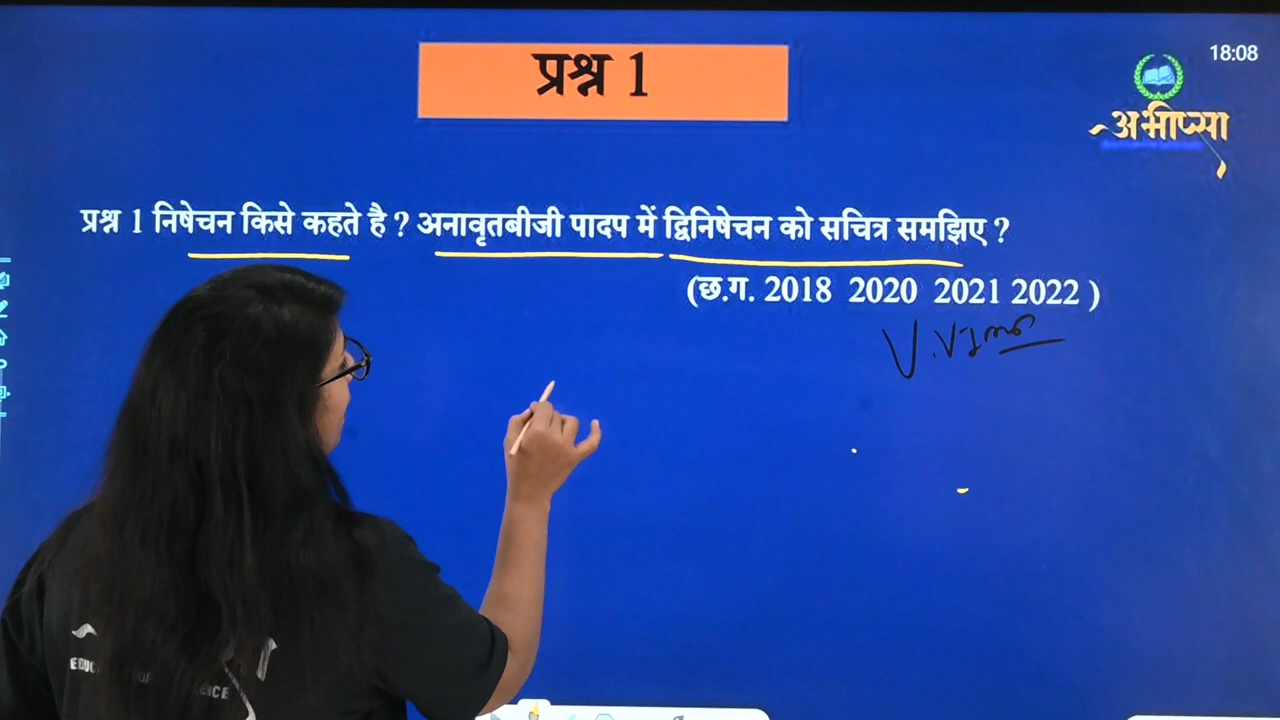 प्रश्न 1
18:08
अभीप्सा
प्रश्न 1 निषेचन किसे कहते है ? अनावृतबीजी पादप में द्विनिषेचन को सचित्र समझिए ?
(छ.ग. 2018 2020 2021 2022 )
V.VImp